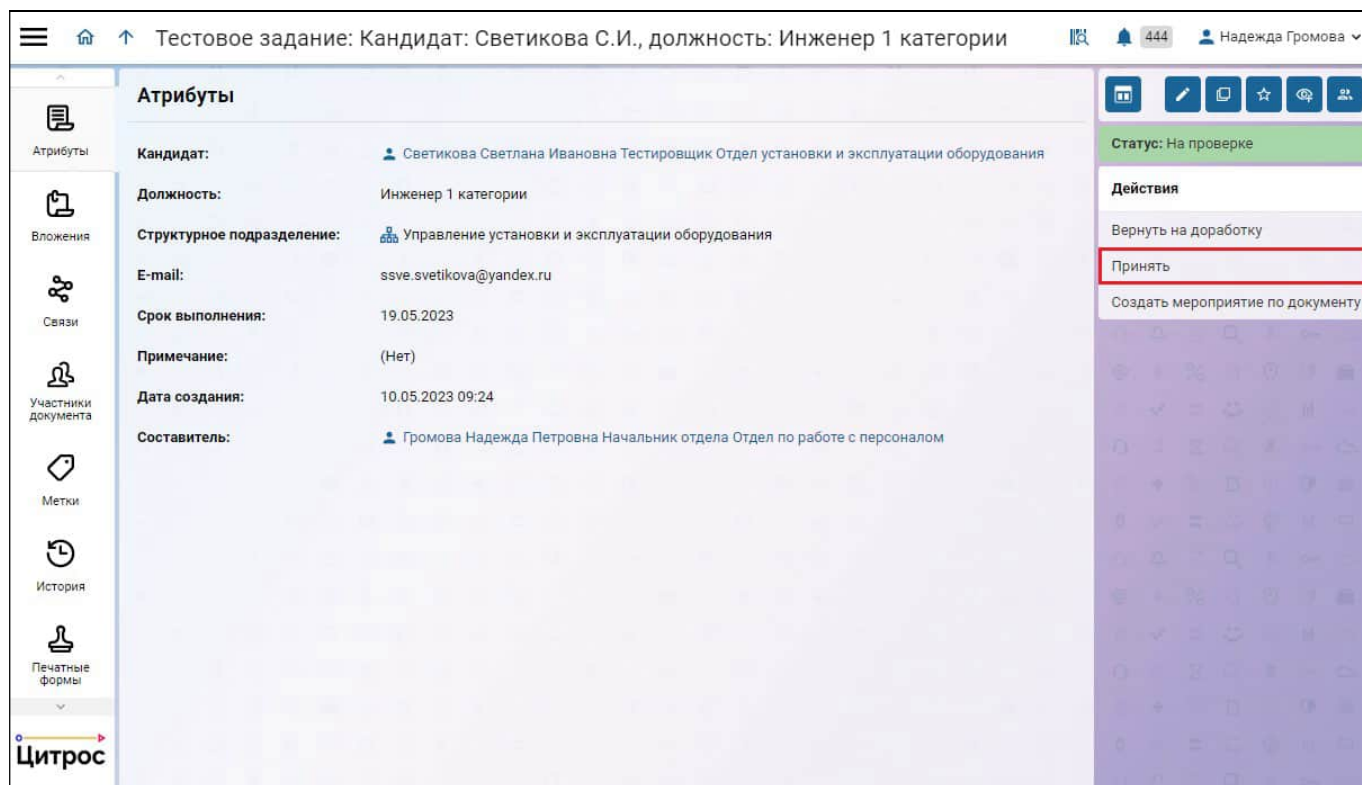 Тестовое задание: Кандидат: Светикова С.И., должность: Инженер 1 категории
444
Надежда Громова
Атрибуты
Вложения
Связи
Участники
документа
Метки
История
Печатные
формы
Цитрос
Атрибуты
Кандидат: Светикова Светлана Ивановна Тестировщик Отдел установки и эксплуатации оборудования
Должность: Инженер 1 категории
Структурное подразделение: Управление установки и эксплуатации оборудования
E-mail: ssve.svetikova@yandex.ru
Срок выполнения: 19.05.2023
Примечание: (Нет)
Дата создания: 10.05.2023 09:24
Составитель: Громова Надежда Петровна Начальник отдела Отдел по работе с персоналом
Статус: На проверке
Действия
Вернуть на доработку
Принять
Создать мероприятие по документу